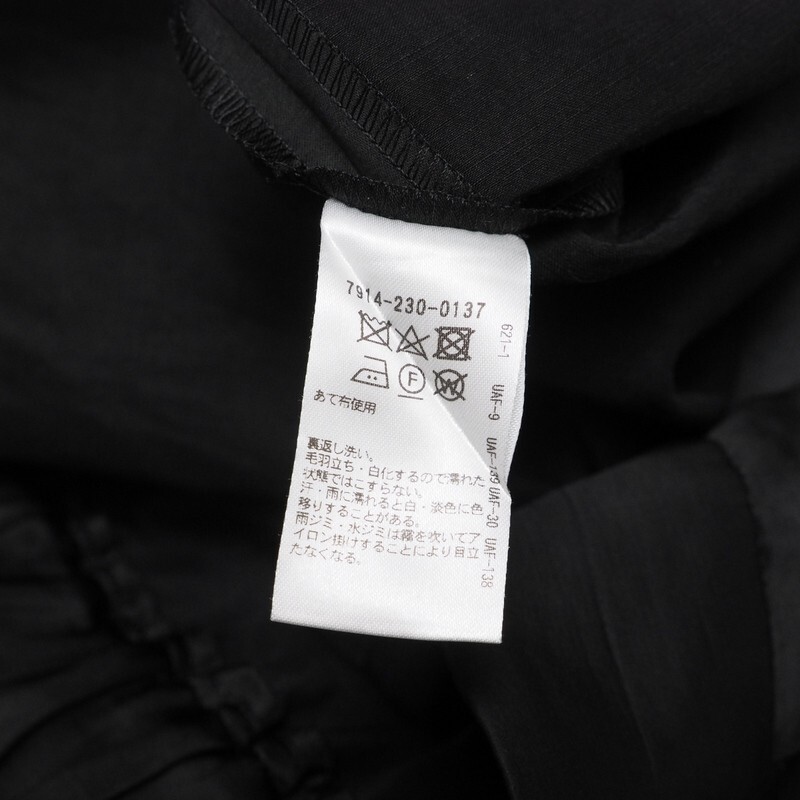 7914-230-0137
F
W
あて布使用
裏返し洗い。
毛羽立ち・白化するので濡れた
状態ではこすらない。
汗・雨に濡れると白・淡色に色
移りすることがある。
雨ジミ・水ジミは霧を吹いてア
イロン掛けすることにより目立
たなくなる。
621-1 UAF-9 UAF-139 UAF-30 UAF-138